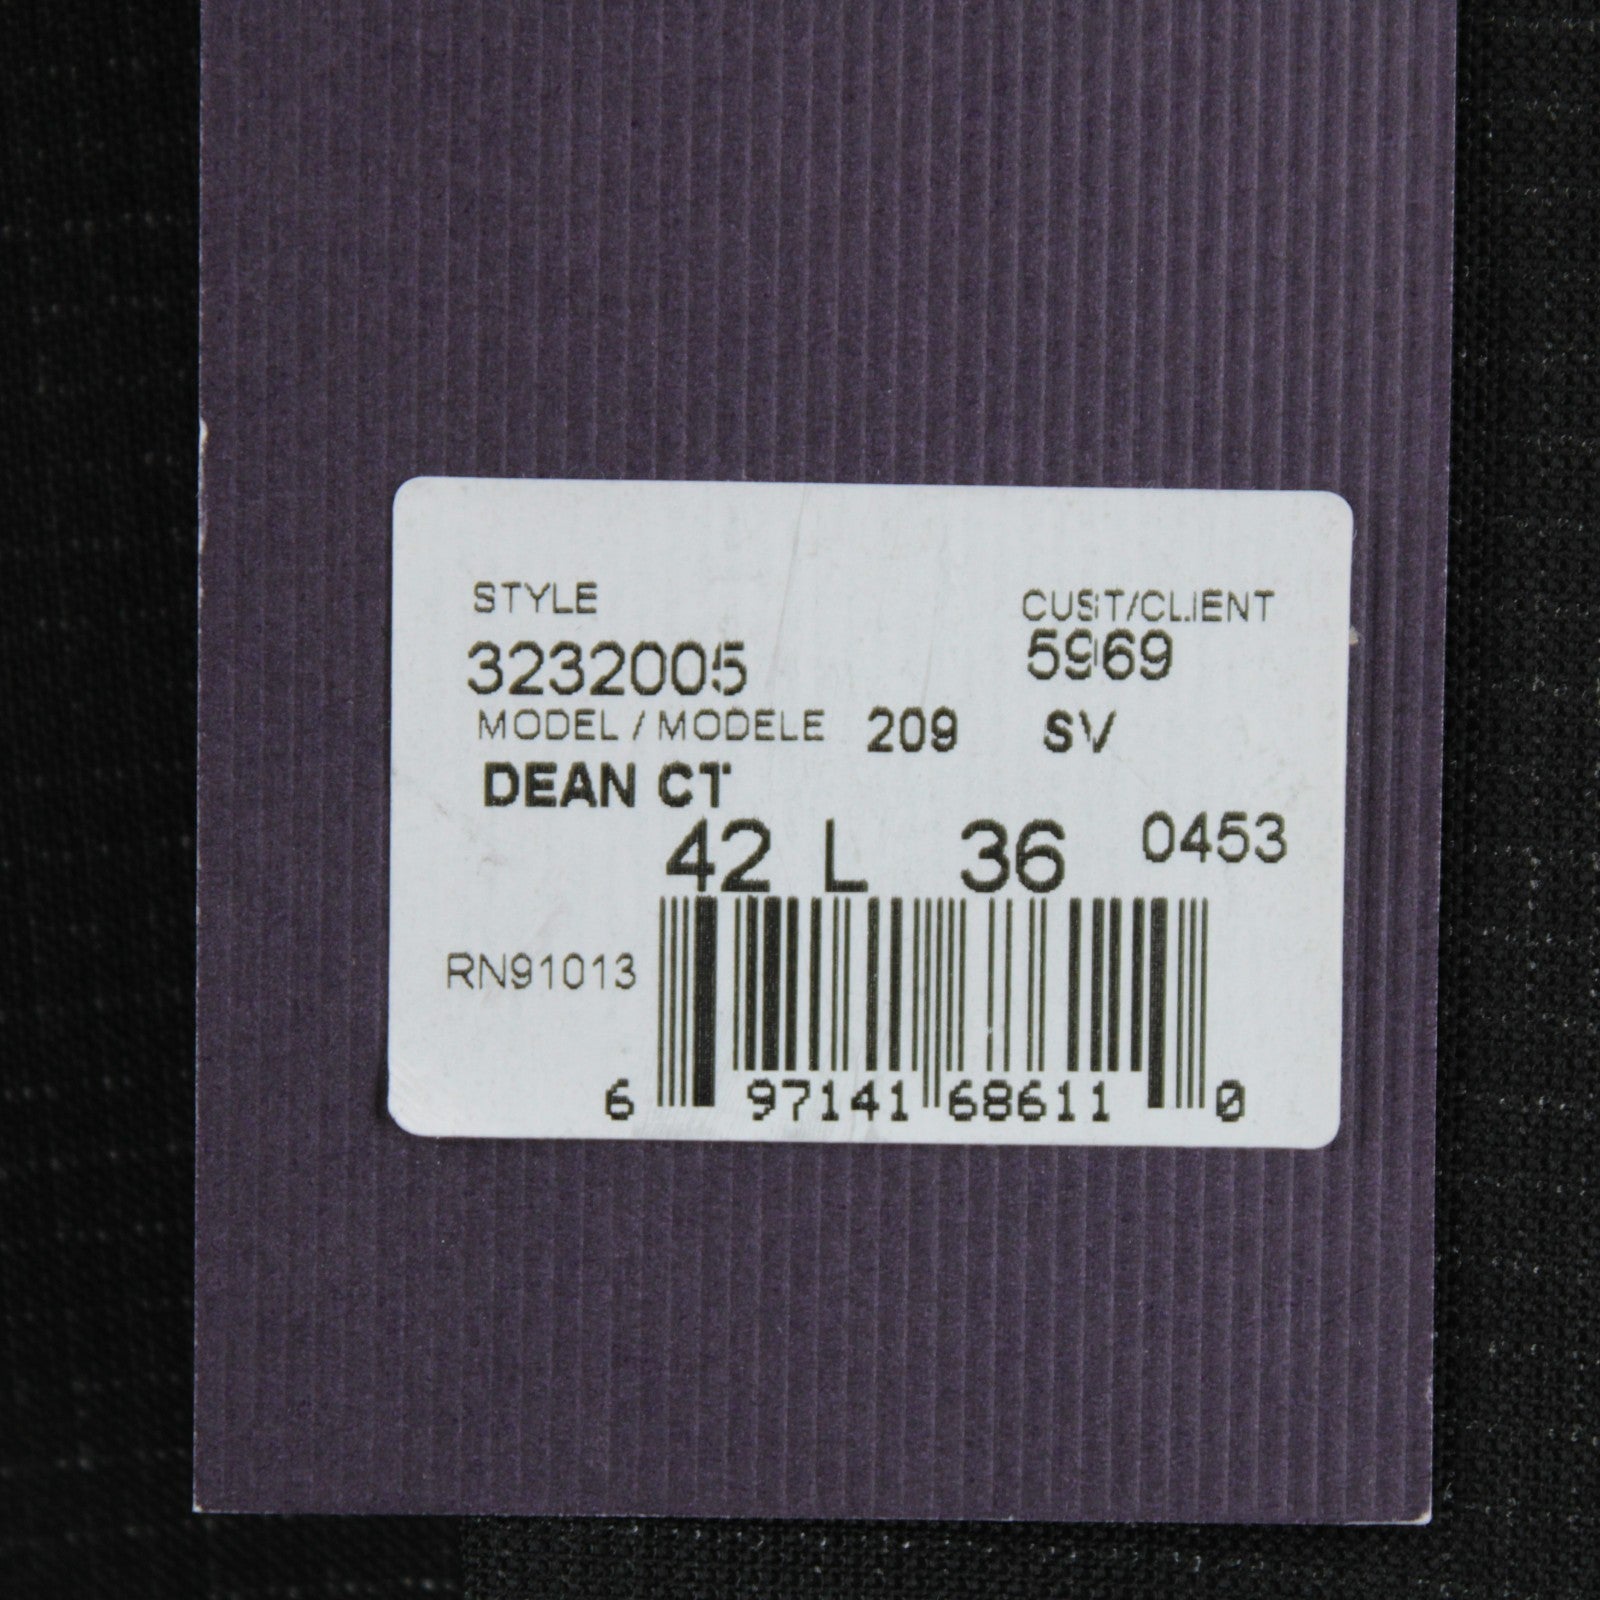 STYLE CUST/CLIENT
3232005 5969
MODEL / MODELE 209 SV
DEAN CT
42 L 36 0453
RN91013
6 97141 68611 0